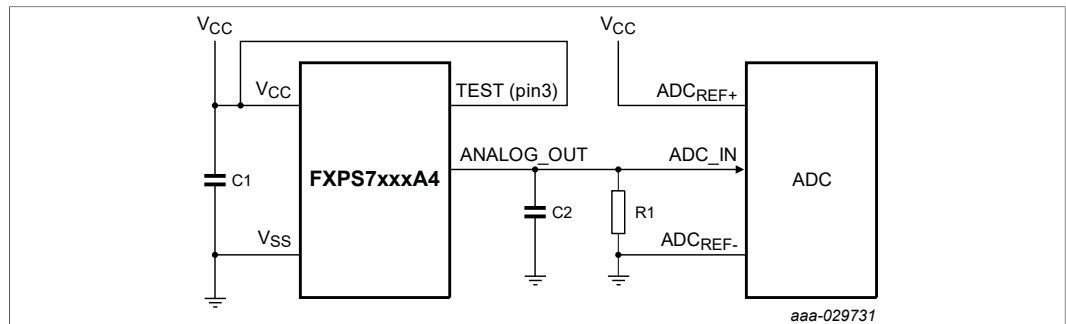 VCC
VCC
VCC
TEST (pin3)
ADCREF+
ANALOG_OUT
ADC_IN
C1
FXPS7xxxA4
ADC
C2
R1
VSS
ADCREF-
aaa-029731